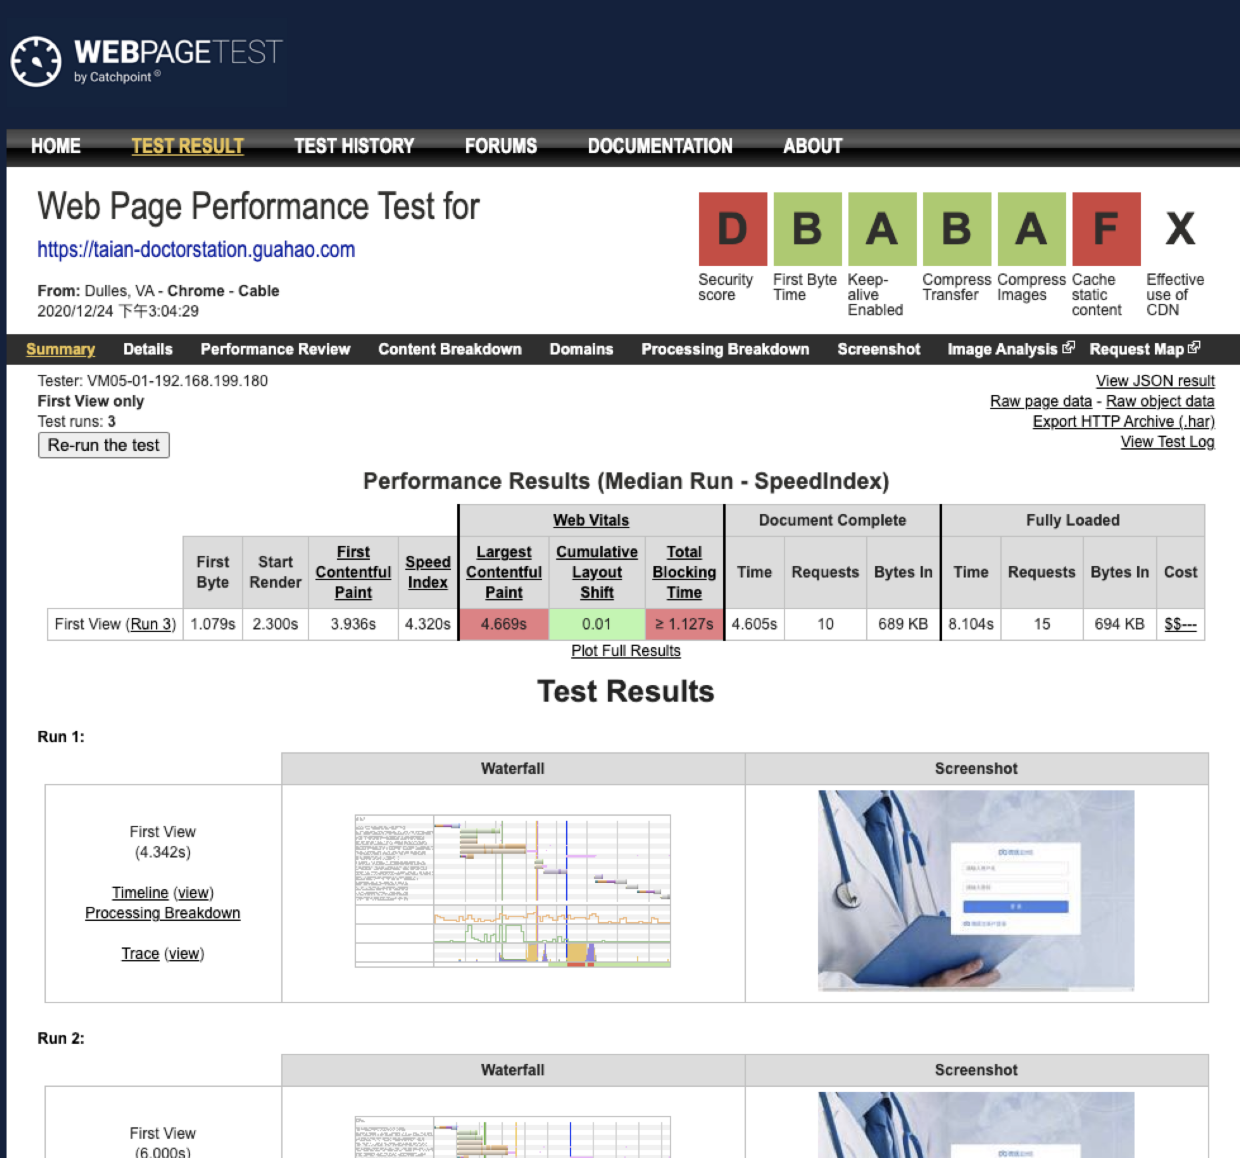 WEBPAGETEST
by Catchpoint®
HOME TEST RESULT TEST HISTORY FORUMS DOCUMENTATION ABOUT
Web Page Performance Test for
https://taian-doctorstation.guahao.com
From: Dulles, VA - Chrome - Cable
2020/12/24 下午3:04:29
D B A B A F X
Security score
First Byte Time
Keep-alive Enabled
Compress Transfer
Compress Images
Cache static content
Effective use of CDN
Summary Details Performance Review Content Breakdown Domains Processing Breakdown Screenshot Image Analysis Request Map
Tester: VM05-01-192.168.199.180
First View only
Test runs: 3
Re-run the test
View JSON result
Raw page data - Raw object data
Export HTTP Archive (.har)
View Test Log
Performance Results (Median Run - SpeedIndex)
Web Vitals Document Complete Fully Loaded
First Byte Start Render First Contentful Paint Speed Index Largest Contentful Paint Cumulative Layout Shift Total Blocking Time Time Requests Bytes In Time Requests Bytes In Cost
First View (Run 3) 1.079s 2.300s 3.936s 4.320s 4.669s 0.01 ≥ 1.127s 4.605s 10 689 KB 8.104s 15 694 KB $$---
Plot Full Results
Test Results
Run 1:
Waterfall Screenshot
First View
(4.342s)
Timeline (view)
Processing Breakdown
Trace (view)
Run 2:
Waterfall Screenshot
First View
(6.000s)